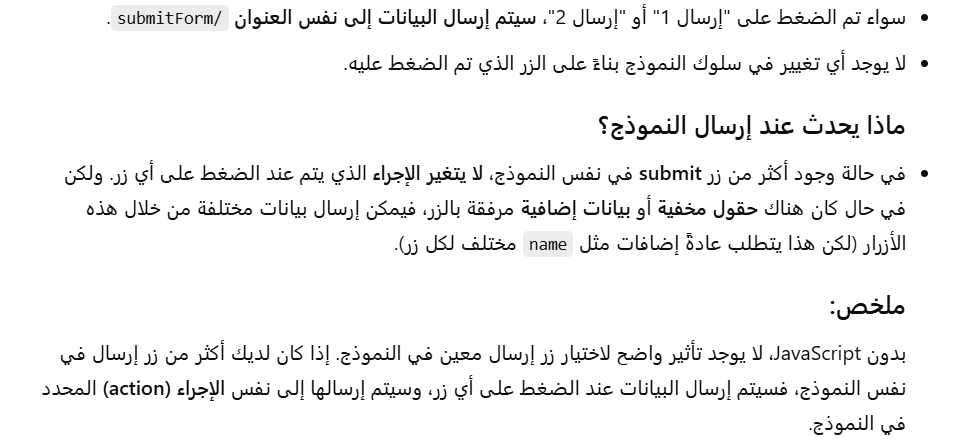 • سواء تم الضغط على "إرسال 1" أو "إرسال 2"، سيتم إرسال البيانات إلى نفس العنوان /submitForm .
• لا يوجد أي تغيير في سلوك النموذج بناءً على الزر الذي تم الضغط عليه.
ماذا يحدث عند إرسال النموذج؟
• في حالة وجود أكثر من زر submit في نفس النموذج، لا يتغير الإجراء الذي يتم عند الضغط على أي زر. ولكن
في حال كان هناك حقول مخفية أو بيانات إضافية مرفقة بالزر، فيمكن إرسال بيانات مختلفة من خلال هذه
الأزرار (لكن هذا يتطلب عادةً إضافات مثل name مختلف لكل زر).
ملخص:
بدون JavaScript، لا يوجد تأثير واضح لاختيار زر إرسال معين في النموذج. إذا كان لديك أكثر من زر إرسال في
نفس النموذج، فسيتم إرسال البيانات عند الضغط على أي زر، وسيتم إرسالها إلى نفس الإجراء (action) المحدد
في النموذج.